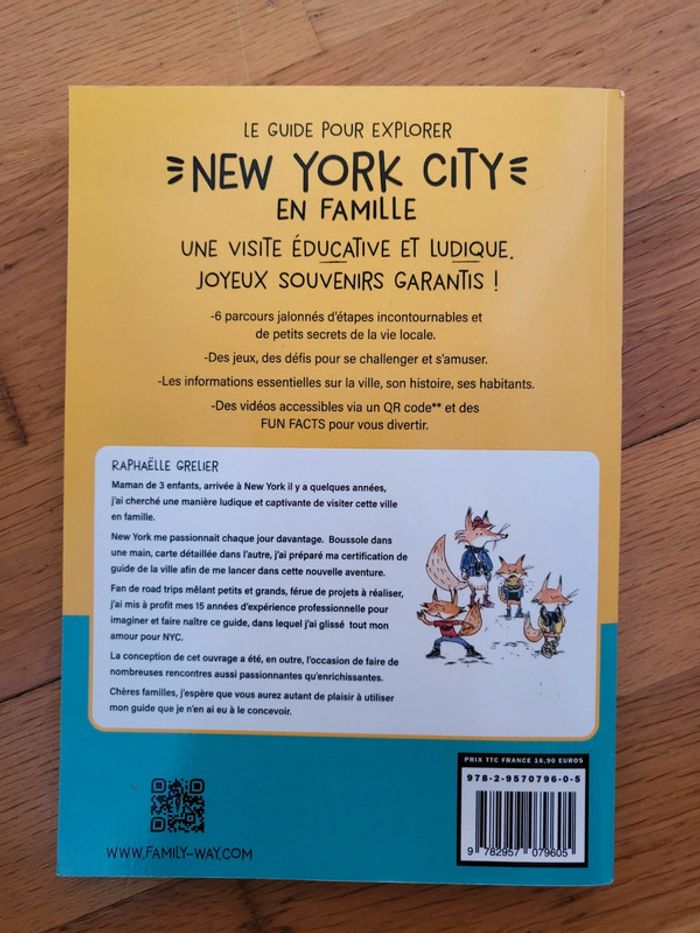 LE GUIDE POUR EXPLORER
NEW YORK CITY
EN FAMILLE
UNE VISITE ÉDUCATIVE ET LUDIQUE.
JOYEUX SOUVENIRS GARANTIS !
-6 parcours jalonnés d'étapes incontournables et
de petits secrets de la vie locale.
-Des jeux, des défis pour se challenger et s'amuser.
-Les informations essentielles sur la ville, son histoire, ses habitants.
-Des vidéos accessibles via un QR code** et des
FUN FACTS pour vous divertir.
RAPHAËLLE GRELIER
Maman de 3 enfants, arrivée à New York il y a quelques années,
j'ai cherché une manière ludique et captivante de visiter cette ville
en famille.
New York me passionnait chaque jour davantage. Boussole dans
une main, carte détaillée dans l'autre, j'ai préparé ma certification de
guide de la ville afin de me lancer dans cette nouvelle aventure.
Fan de road trips mêlant petits et grands, férue de projets à réaliser,
j'ai mis à profit mes 15 années d'expérience professionnelle pour
imaginer et faire naître ce guide, dans lequel j'ai glissé tout mon
amour pour NYC.
La conception de cet ouvrage a été, en outre, l'occasion de faire de
nombreuses rencontres aussi passionnantes qu'enrichissantes.
Chères familles, j'espère que vous aurez autant de plaisir à utiliser
mon guide que je n'en ai eu à le concevoir.
PRIX TTC FRANCE 16,90 EUROS
978-2-9570796-0-5
9 782957 079605
WWW.FAMILY-WAY.COM